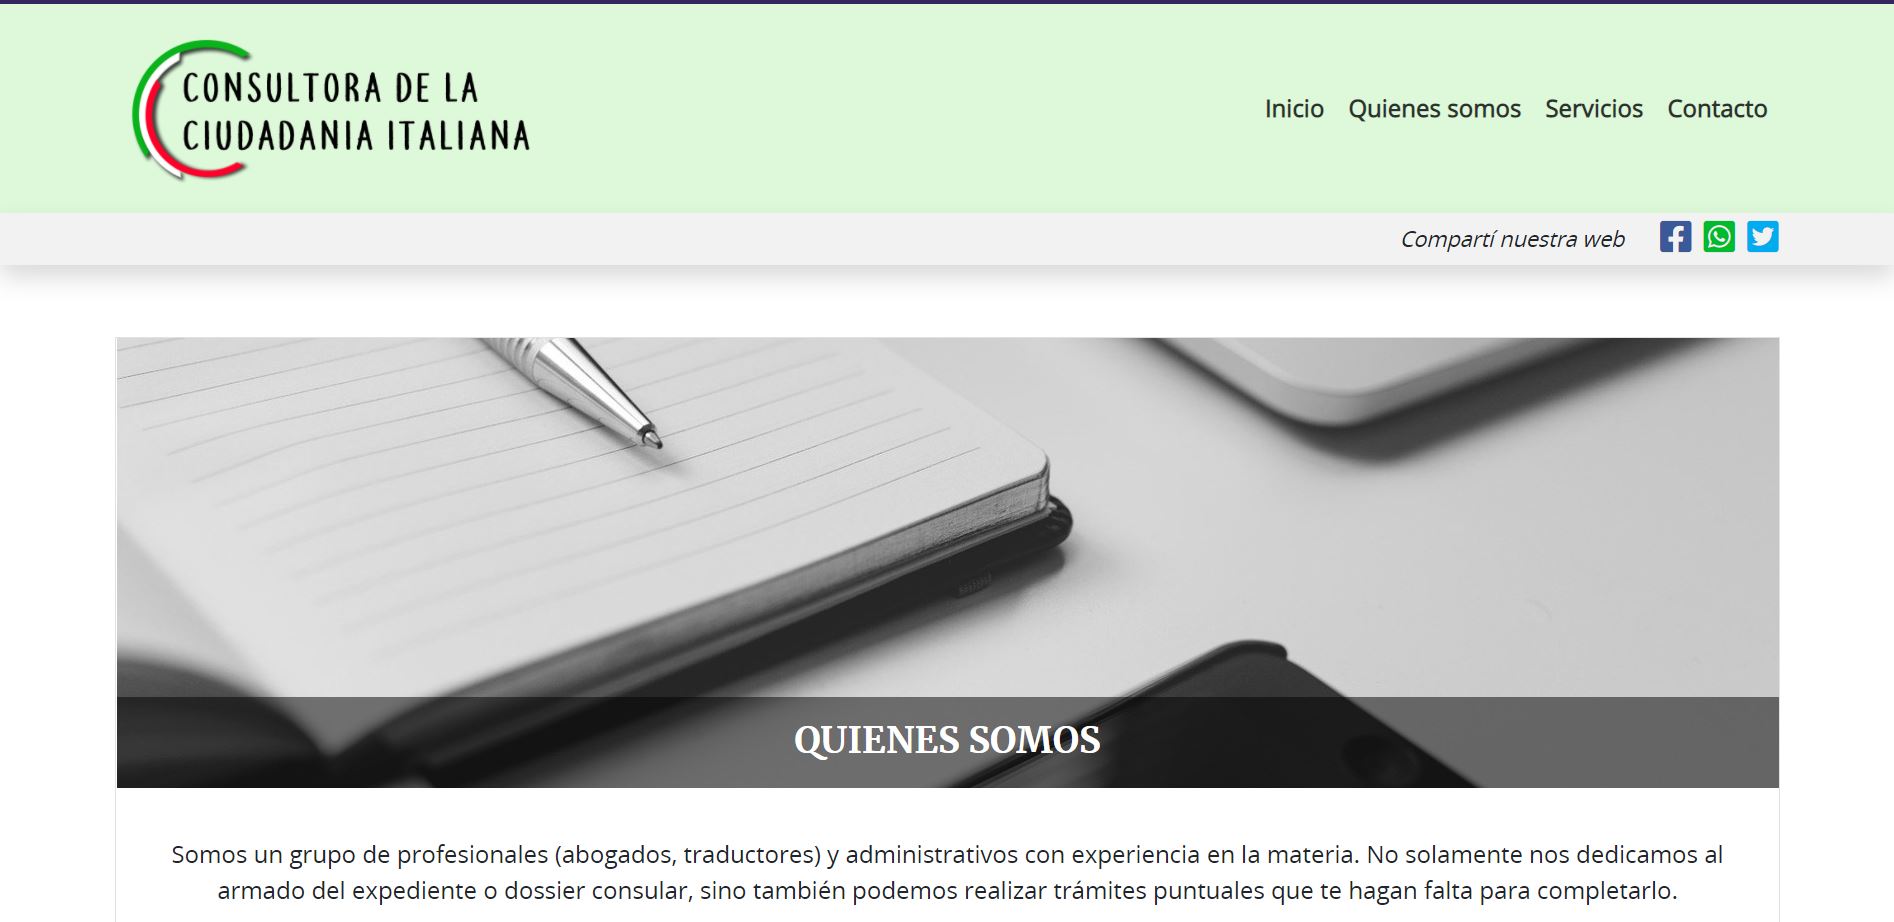 CONSULTORA DE LA
CIUDADANIA ITALIANA
Inicio Quienes somos Servicios Contacto
Compartí nuestra web
QUIENES SOMOS
Somos un grupo de profesionales (abogados, traductores) y administrativos con experiencia en la materia. No solamente nos dedicamos al
armado del expediente o dossier consular, sino también podemos realizar trámites puntuales que te hagan falta para completarlo.